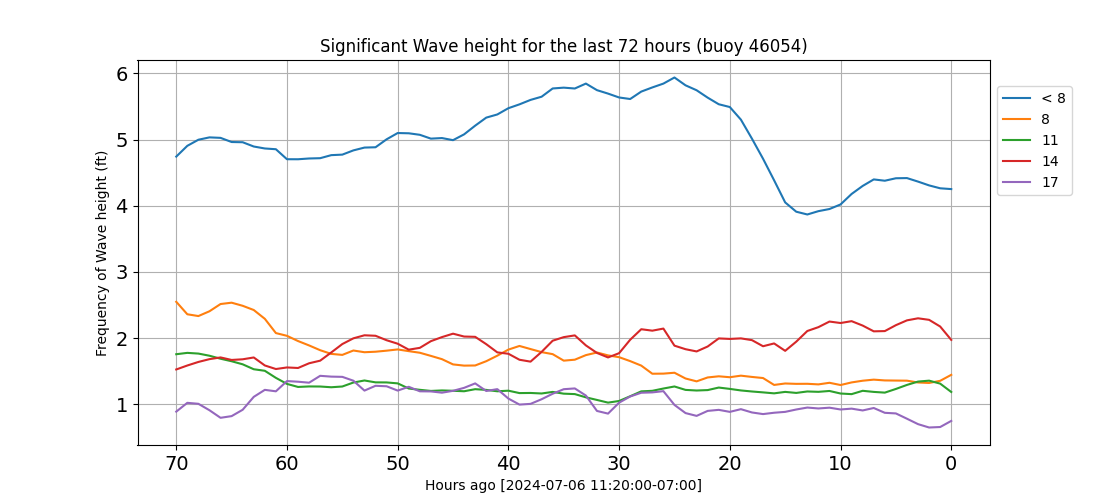 Significant Wave height for the last 72 hours (buoy 46054)
Frequency of Wave height (ft)
6
5
4
3
2
1
70 60 50 40 30 20 10 0
Hours ago [2024-07-06 11:20:00-07:00]
< 8
8
11
14
17